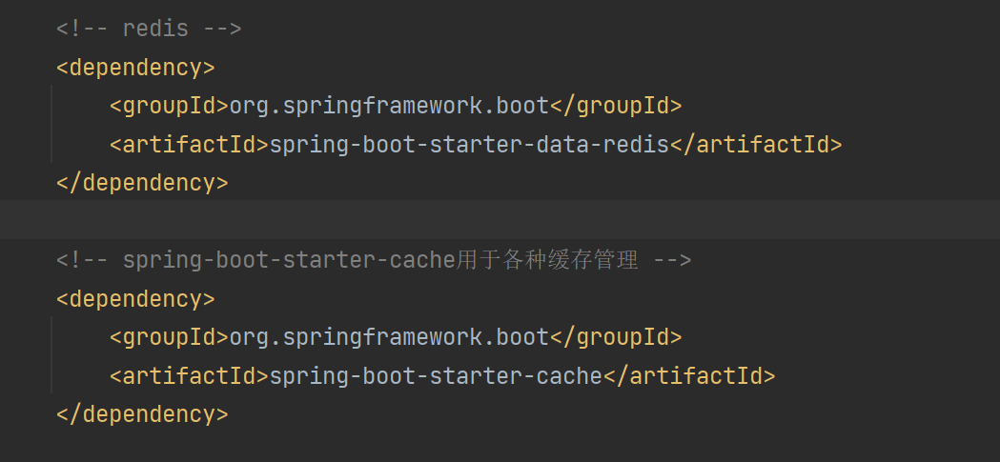 <!-- redis -->
<dependency>
<groupId>org.springframework.boot</groupId>
<artifactId>spring-boot-starter-data-redis</artifactId>
</dependency>
<!-- spring-boot-starter-cache用于各种缓存管理 -->
<dependency>
<groupId>org.springframework.boot</groupId>
<artifactId>spring-boot-starter-cache</artifactId>
</dependency>